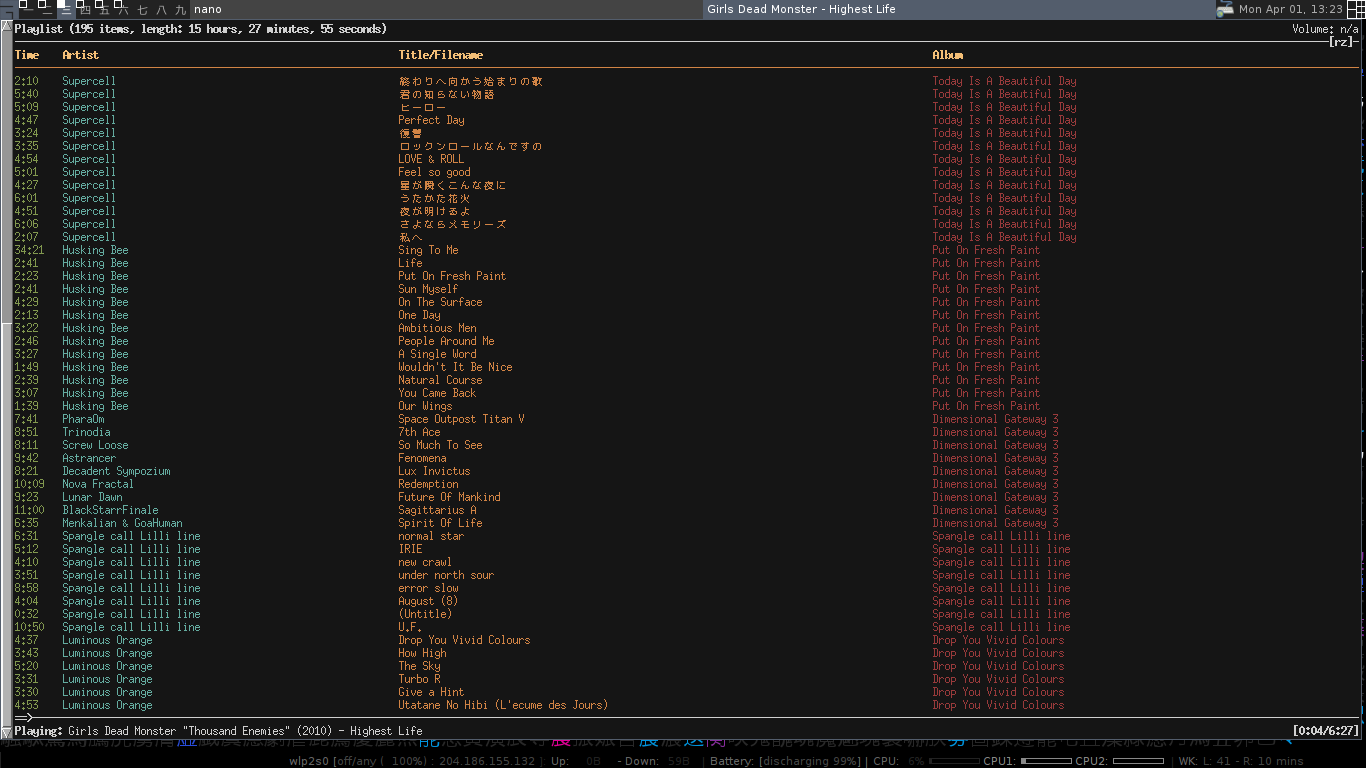 一 二 三 四 五 六 七 八 九 nano Girls Dead Monster - Highest Life Mon Apr 01, 13:23
Playlist (195 items, length: 15 hours, 27 minutes, 55 seconds) Volume: n/a
[rz]
Time Artist Title/Filename Album
2:10 Supercell 終わりへ向かう始まりの歌 Today Is A Beautiful Day
5:40 Supercell 君の知らない物語 Today Is A Beautiful Day
5:09 Supercell ヒーロー Today Is A Beautiful Day
4:47 Supercell Perfect Day Today Is A Beautiful Day
3:24 Supercell 復讐 Today Is A Beautiful Day
3:35 Supercell ロックンロールなんですの Today Is A Beautiful Day
4:54 Supercell LOVE & ROLL Today Is A Beautiful Day
5:01 Supercell Feel so good Today Is A Beautiful Day
4:27 Supercell 星が瞬くこんな夜に Today Is A Beautiful Day
6:01 Supercell うたかた花火 Today Is A Beautiful Day
4:51 Supercell 夜が明けるよ Today Is A Beautiful Day
6:06 Supercell さよならメモリーズ Today Is A Beautiful Day
2:07 Supercell 私へ Today Is A Beautiful Day
34:21 Husking Bee Sing To Me Put On Fresh Paint
2:41 Husking Bee Life Put On Fresh Paint
2:23 Husking Bee Put On Fresh Paint Put On Fresh Paint
2:41 Husking Bee Sun Myself Put On Fresh Paint
4:29 Husking Bee On The Surface Put On Fresh Paint
2:13 Husking Bee One Day Put On Fresh Paint
3:22 Husking Bee Ambitious Men Put On Fresh Paint
2:46 Husking Bee People Around Me Put On Fresh Paint
3:27 Husking Bee A Single Word Put On Fresh Paint
1:49 Husking Bee Wouldn't It Be Nice Put On Fresh Paint
2:39 Husking Bee Natural Course Put On Fresh Paint
3:07 Husking Bee You Came Back Put On Fresh Paint
1:39 Husking Bee Our Wings Put On Fresh Paint
7:41 PharaOm Space Outpost Titan V Dimensional Gateway 3
8:51 Trinodia 7th Ace Dimensional Gateway 3
8:11 Screw Loose So Much To See Dimensional Gateway 3
9:42 Astrancer Fenomena Dimensional Gateway 3
8:21 Decadent Sympozium Lux Invictus Dimensional Gateway 3
10:09 Nova Fractal Redemption Dimensional Gateway 3
9:23 Lunar Dawn Future Of Mankind Dimensional Gateway 3
11:00 BlackStarrFinale Sagittarius A Dimensional Gateway 3
6:35 Menkalian & GoaHuman Spirit Of Life Dimensional Gateway 3
6:31 Spangle call Lilli line normal star Spangle call Lilli line
5:12 Spangle call Lilli line IRIE Spangle call Lilli line
4:10 Spangle call Lilli line new crawl Spangle call Lilli line
3:51 Spangle call Lilli line under north sour Spangle call Lilli line
8:58 Spangle call Lilli line error slow Spangle call Lilli line
4:04 Spangle call Lilli line August (8) Spangle call Lilli line
0:32 Spangle call Lilli line (Untitle) Spangle call Lilli line
10:50 Spangle call Lilli line U.F. Spangle call Lilli line
4:37 Luminous Orange Drop You Vivid Colours Drop You Vivid Colours
3:43 Luminous Orange How High Drop You Vivid Colours
5:20 Luminous Orange The Sky Drop You Vivid Colours
3:31 Luminous Orange Turbo R Drop You Vivid Colours
3:30 Luminous Orange Give a Hint Drop You Vivid Colours
4:53 Luminous Orange Utatane No Hibi (L'ecume des Jours) Drop You Vivid Colours
Playing: Girls Dead Monster "Thousand Enemies" (2010) - Highest Life [0:04/6:27]
wlp2s0 [off/any ( 100%) : 204.186.155.132 | Up: 0B - Down: 59B | Battery: [discharging 99%] | CPU: 6% CPU1: CPU2: | WK: L: 41 - R: 10 mins